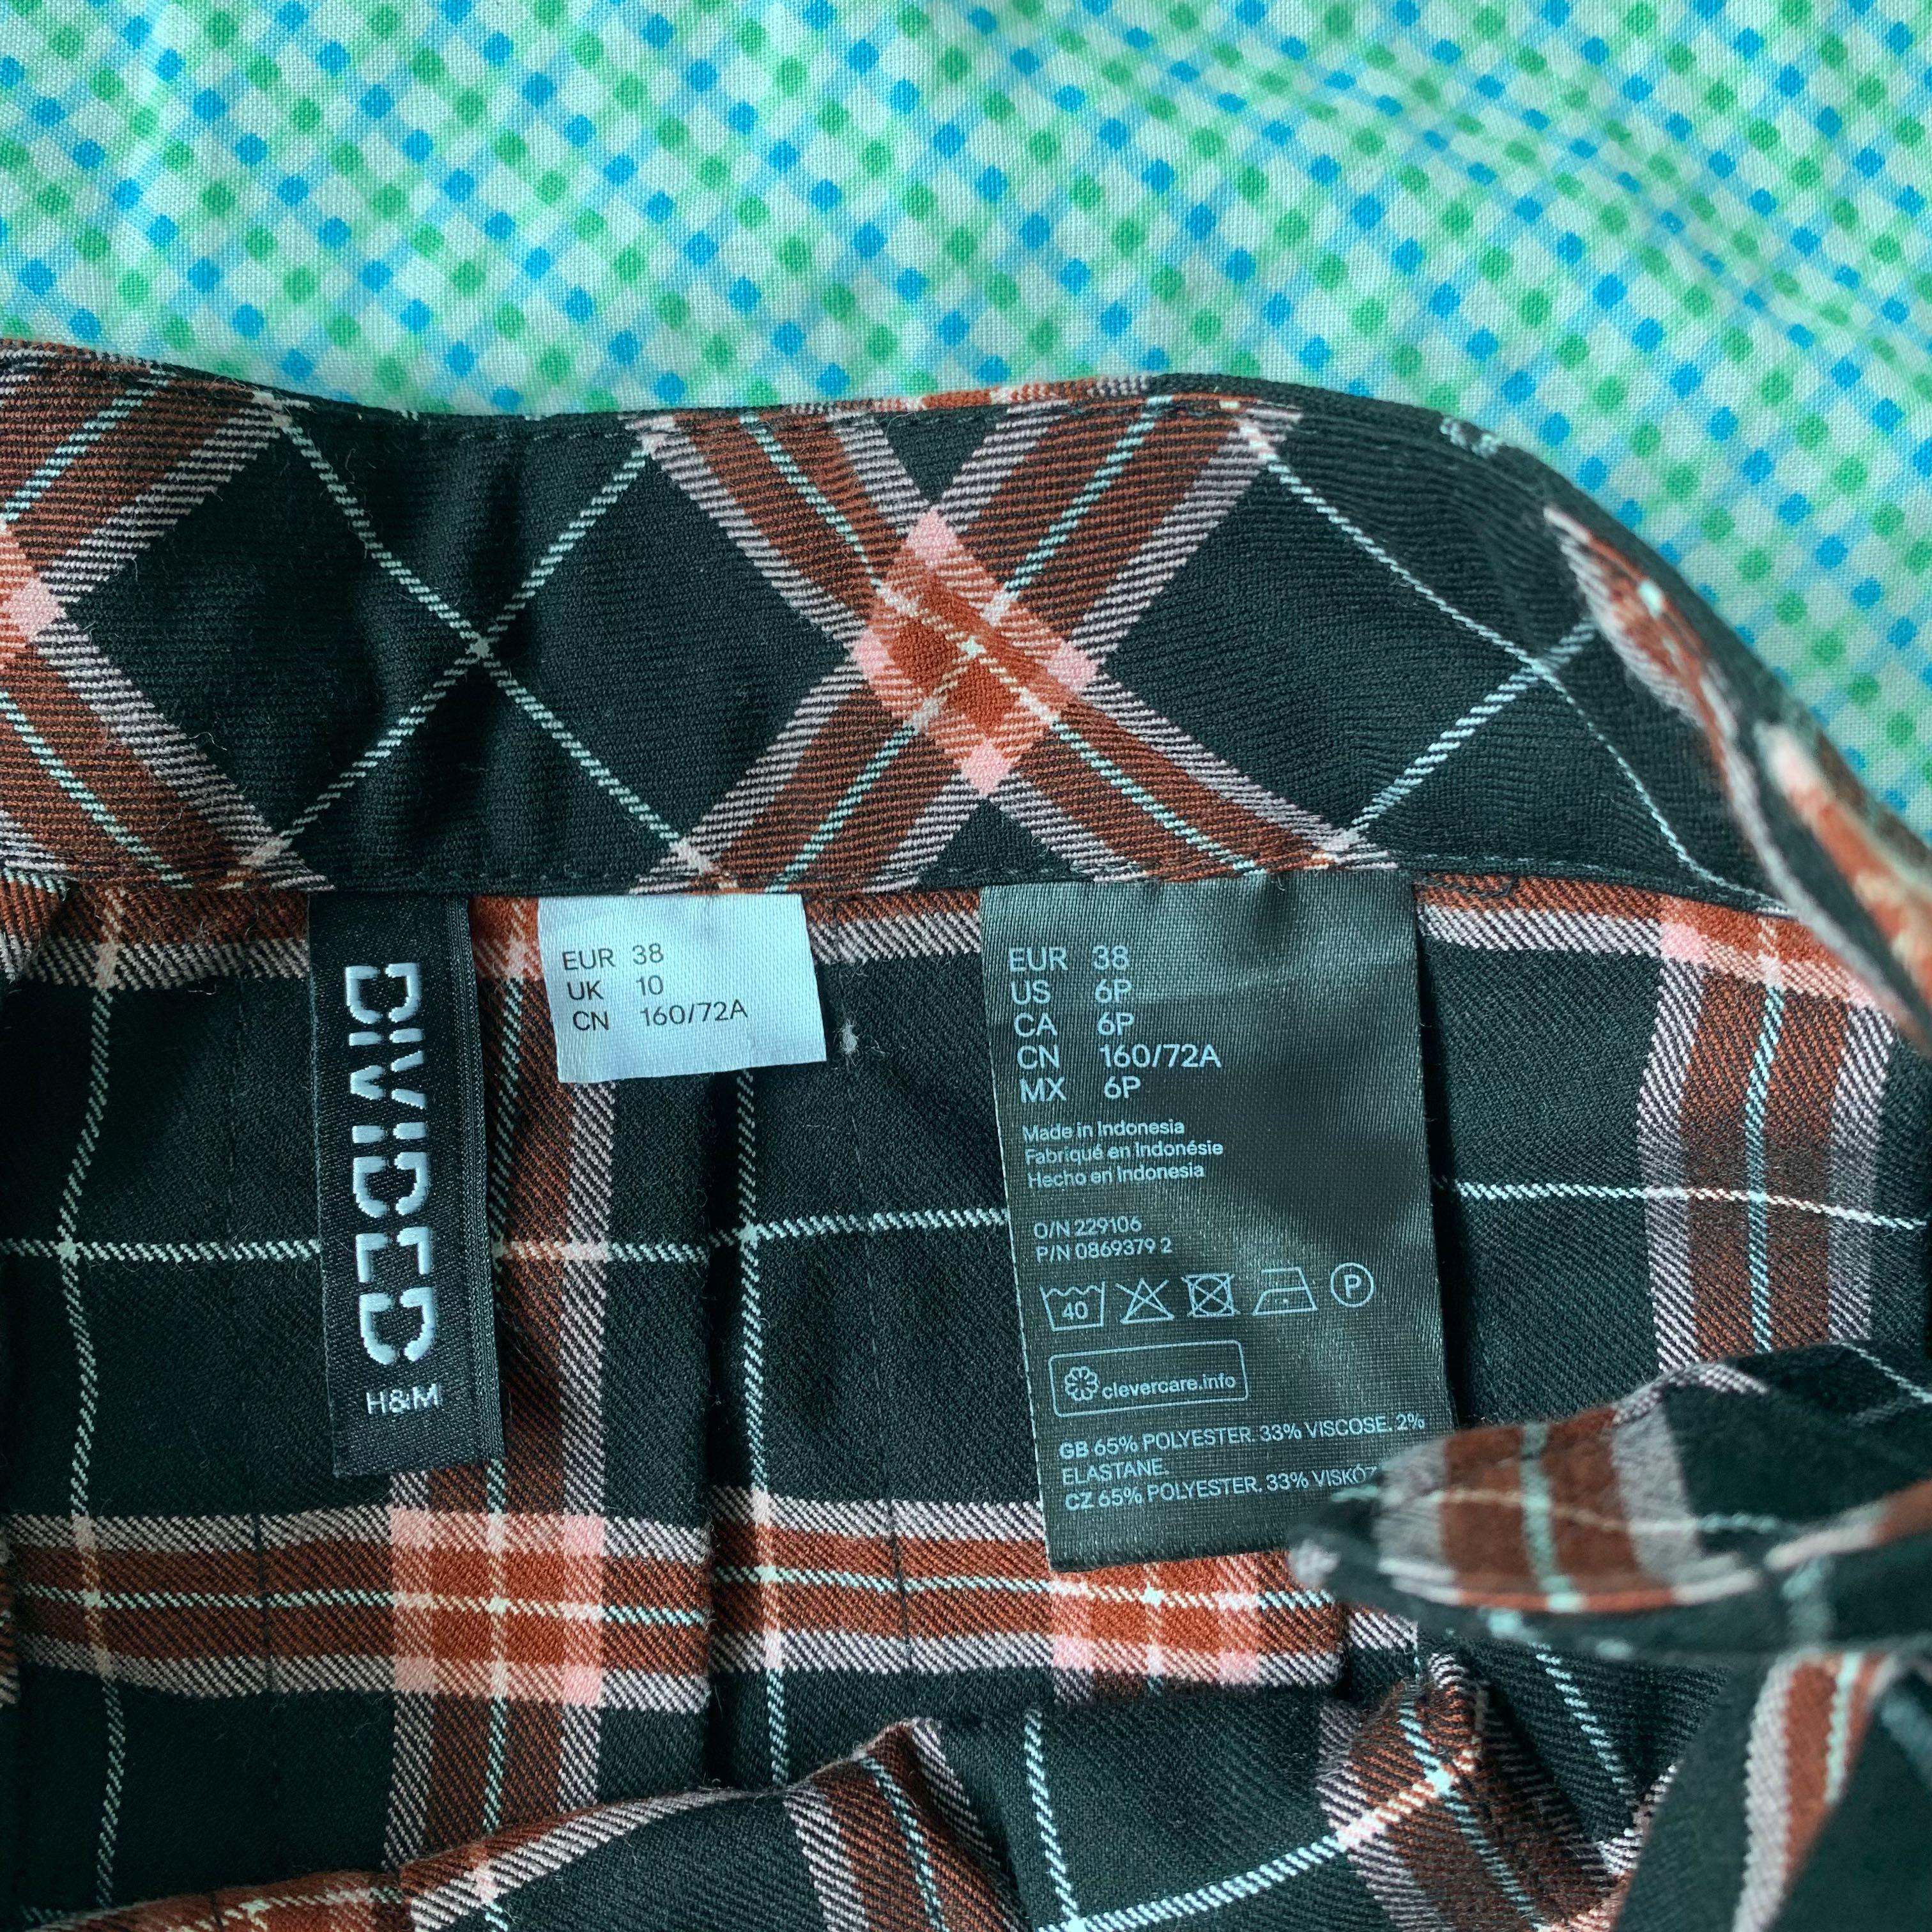 DIVIDED
H&M
EUR 38
UK 10
CN 160/72A
EUR 38
US 6P
CA 6P
CN 160/72A
MX 6P
Made in Indonesia
Fabriqué en Indonésie
Hecho en Indonesia
O/N 229106
P/N 0869379 2
40
P
clevercare.info
GB 65% POLYESTER. 33% VISCOSE. 2%
ELASTANE.
CZ 65% POLYESTER. 33%